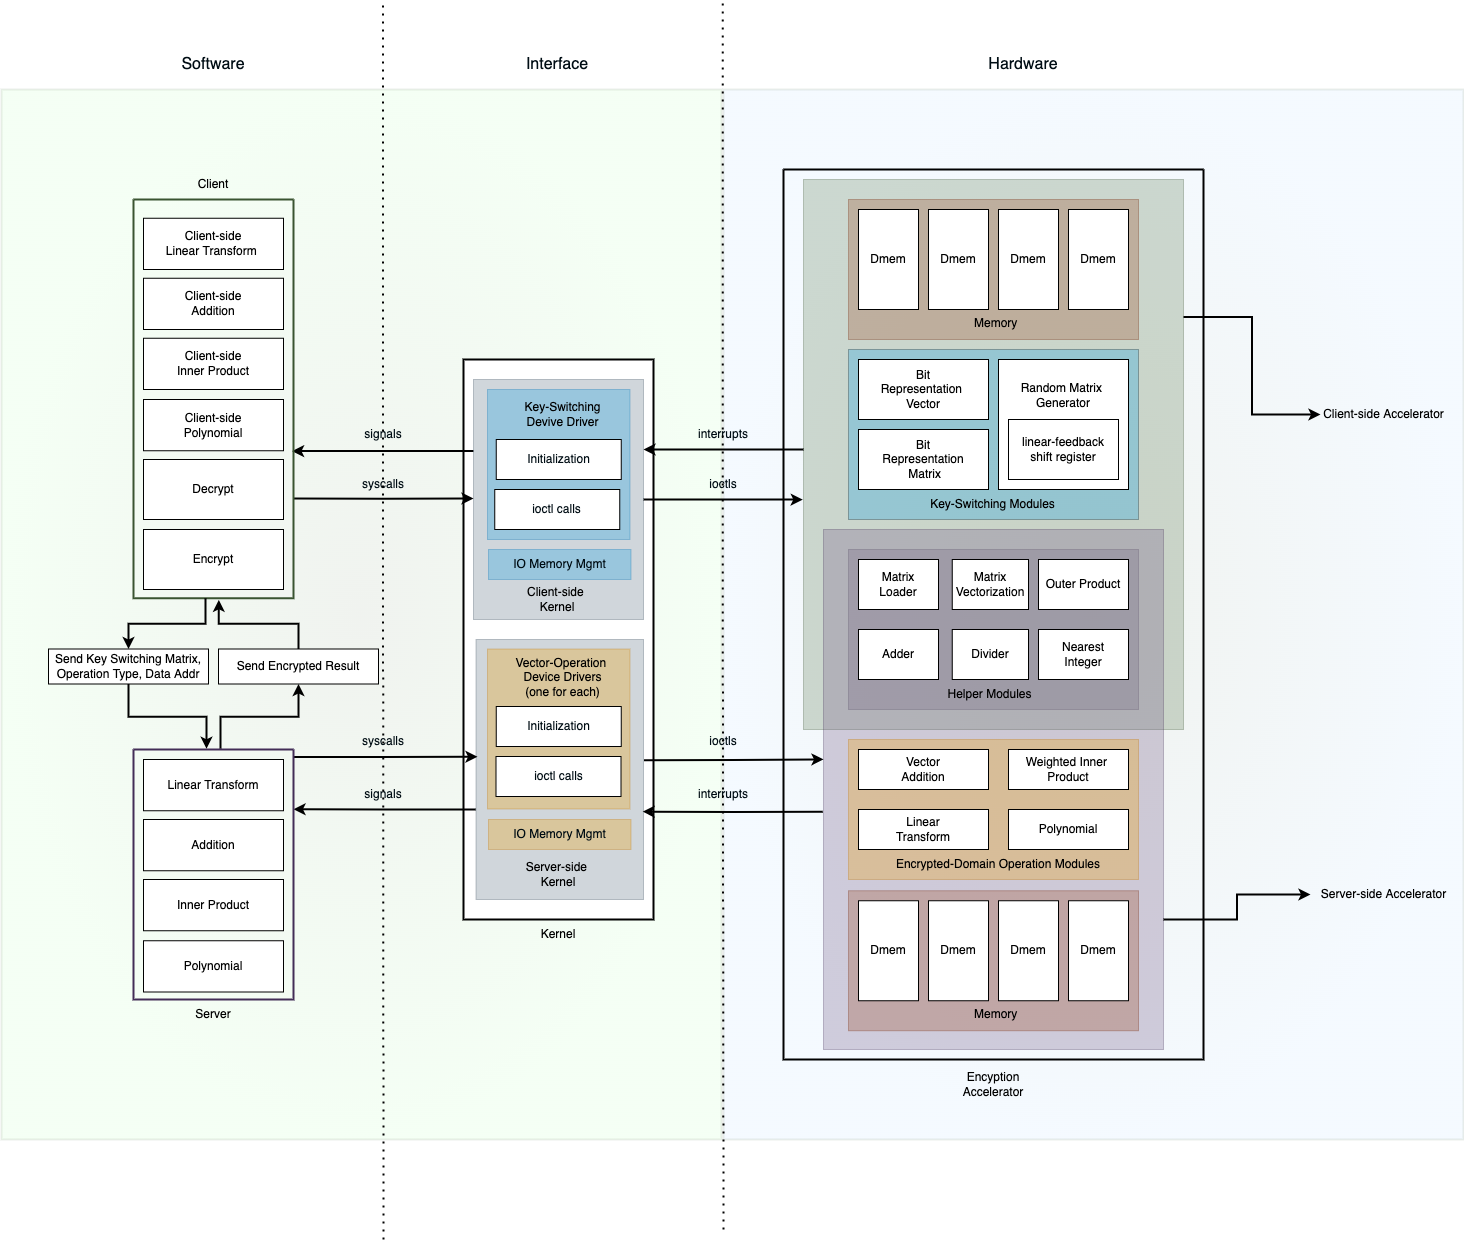 Software
Interface
Hardware
Client
Client-side
Linear Transform
Client-side
Addition
Client-side
Inner Product
Client-side
Polynomial
Decrypt
Encrypt
Send Key Switching Matrix,
Operation Type, Data Addr
Send Encrypted Result
Linear Transform
Addition
Inner Product
Polynomial
Server
signals
syscalls
syscalls
signals
Key-Switching
Devive Driver
Initialization
ioctl calls
IO Memory Mgmt
Client-side
Kernel
Vector-Operation
Device Drivers
(one for each)
Initialization
ioctl calls
IO Memory Mgmt
Server-side
Kernel
Kernel
interrupts
ioctls
ioctls
interrupts
Dmem
Dmem
Dmem
Dmem
Memory
Bit
Representation
Vector
Bit
Representation
Matrix
Random Matrix
Generator
linear-feedback
shift register
Key-Switching Modules
Matrix
Loader
Matrix
Vectorization
Outer Product
Adder
Divider
Nearest
Integer
Helper Modules
Vector
Addition
Weighted Inner
Product
Linear
Transform
Polynomial
Encrypted-Domain Operation Modules
Dmem
Dmem
Dmem
Dmem
Memory
Encyption
Accelerator
Client-side Accelerator
Server-side Accelerator